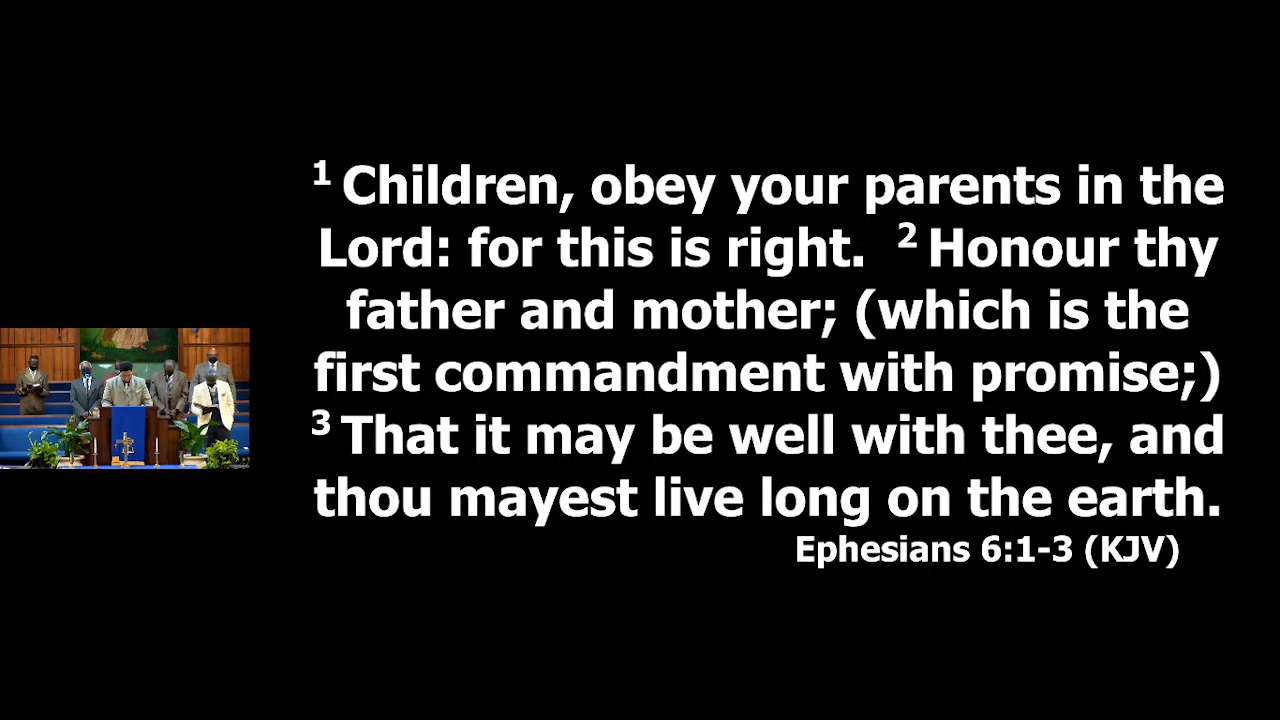 1 Children, obey your parents in the
Lord: for this is right. 2 Honour thy
father and mother; (which is the
first commandment with promise;)
3 That it may be well with thee, and
thou mayest live long on the earth.
Ephesians 6:1-3 (KJV)